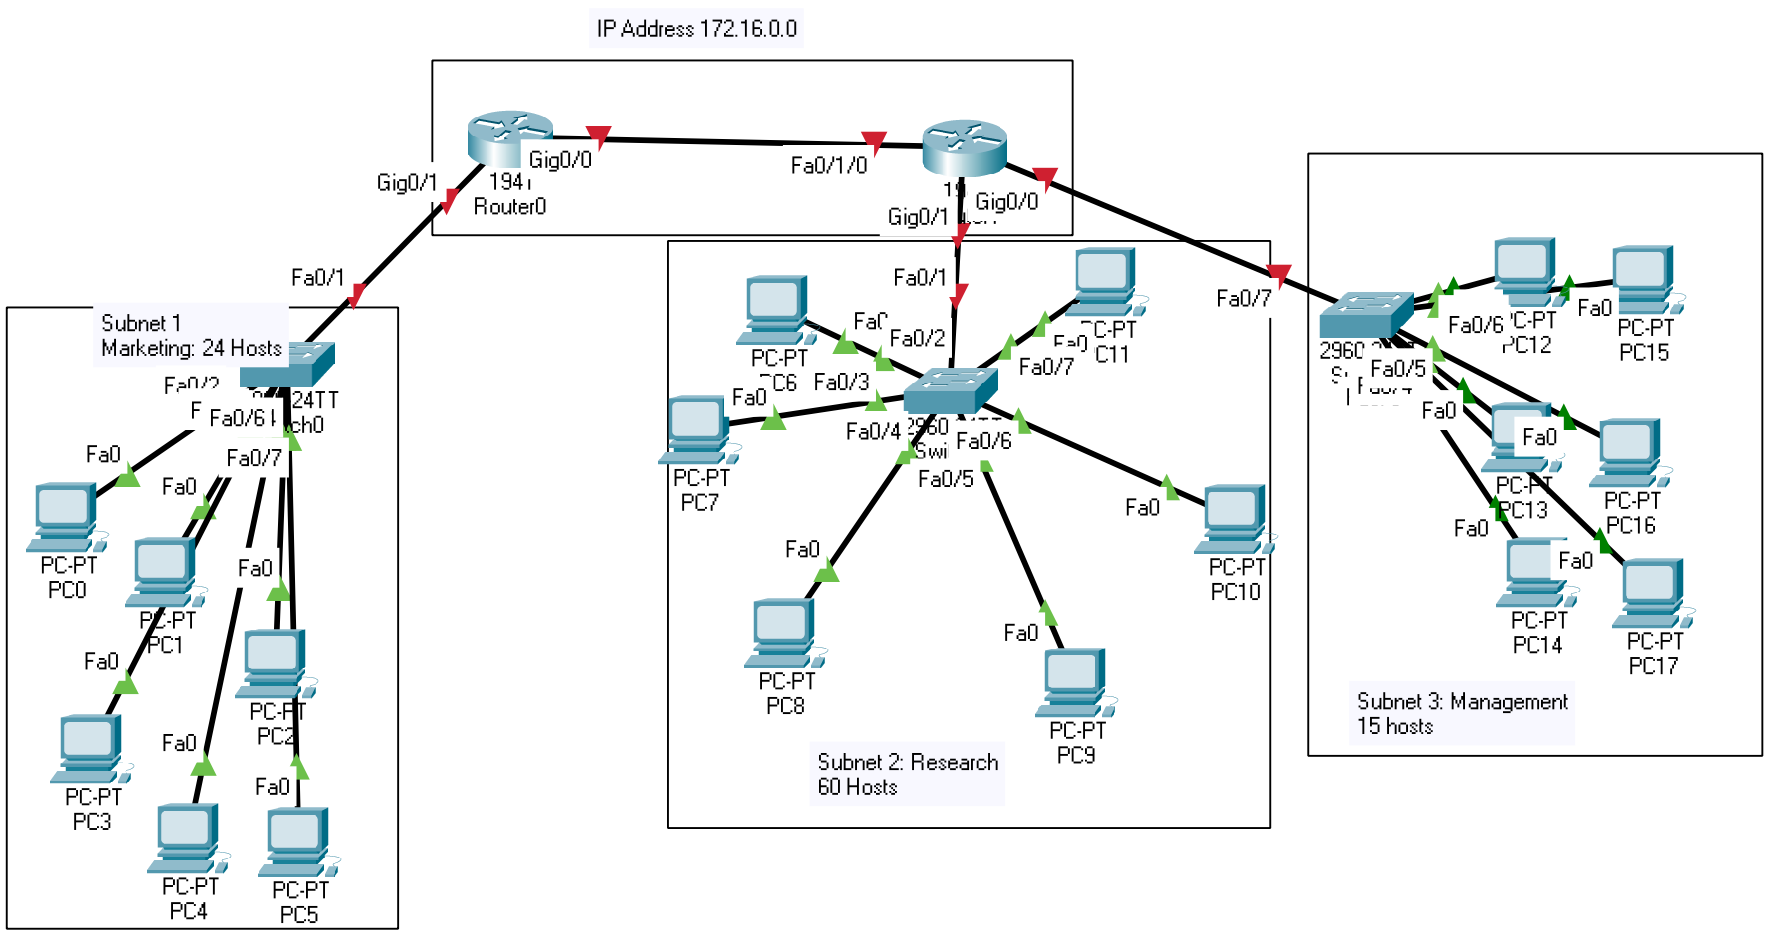 IP Address 172.16.0.0
Gig0/0
Fa0/1/0
Gig0/1
Router0
Gig0/0
Gig0/1
Fa0/1
Subnet 1
Marketing: 24 Hosts
Fa0/2
24TT
Fa0/6
Fa0/7
Fa0
PC-PT
PC0
Fa0
PC-PT
PC1
Fa0
PC-PT
PC2
Fa0
PC-PT
PC3
Fa0
PC-PT
PC4
Fa0
PC-PT
PC5
Fa0/1
Fa0/2
Fa0/3
Fa0/4
Fa0/5
Fa0/6
Fa0/7
2960
PC-PT
PC6
Fa0
PC-PT
PC7
Fa0
PC-PT
PC8
Fa0
PC-PT
PC9
Fa0
PC-PT
PC10
Fa0
PC-PT
PC11
Subnet 2: Research
60 Hosts
Fa0/7
2960
Fa0/6
Fa0/5
PC-PT
PC12
Fa0
PC-PT
PC15
Fa0
PC-PT
PC13
Fa0
PC-PT
PC16
Fa0
PC-PT
PC14
Fa0
PC-PT
PC17
Subnet 3: Management
15 hosts